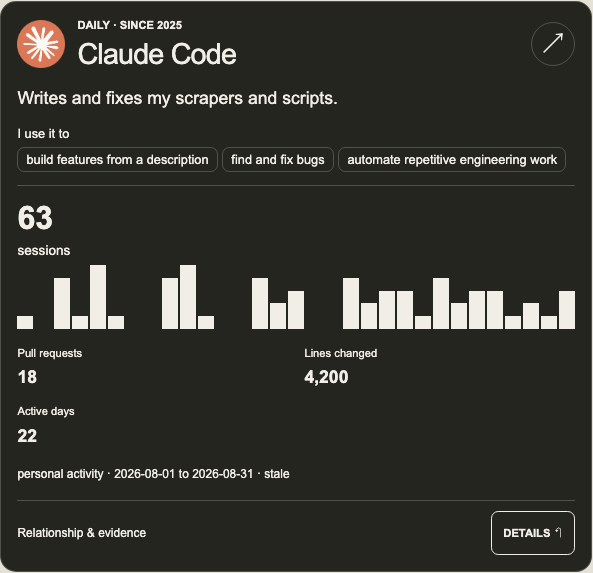 DAILY · SINCE 2025
Claude Code
Writes and fixes my scrapers and scripts.
I use it to
build features from a description
find and fix bugs
automate repetitive engineering work
63
sessions
Pull requests
Lines changed
18
4,200
Active days
22
personal activity · 2026-08-01 to 2026-08-31 · stale
Relationship & evidence
DETAILS